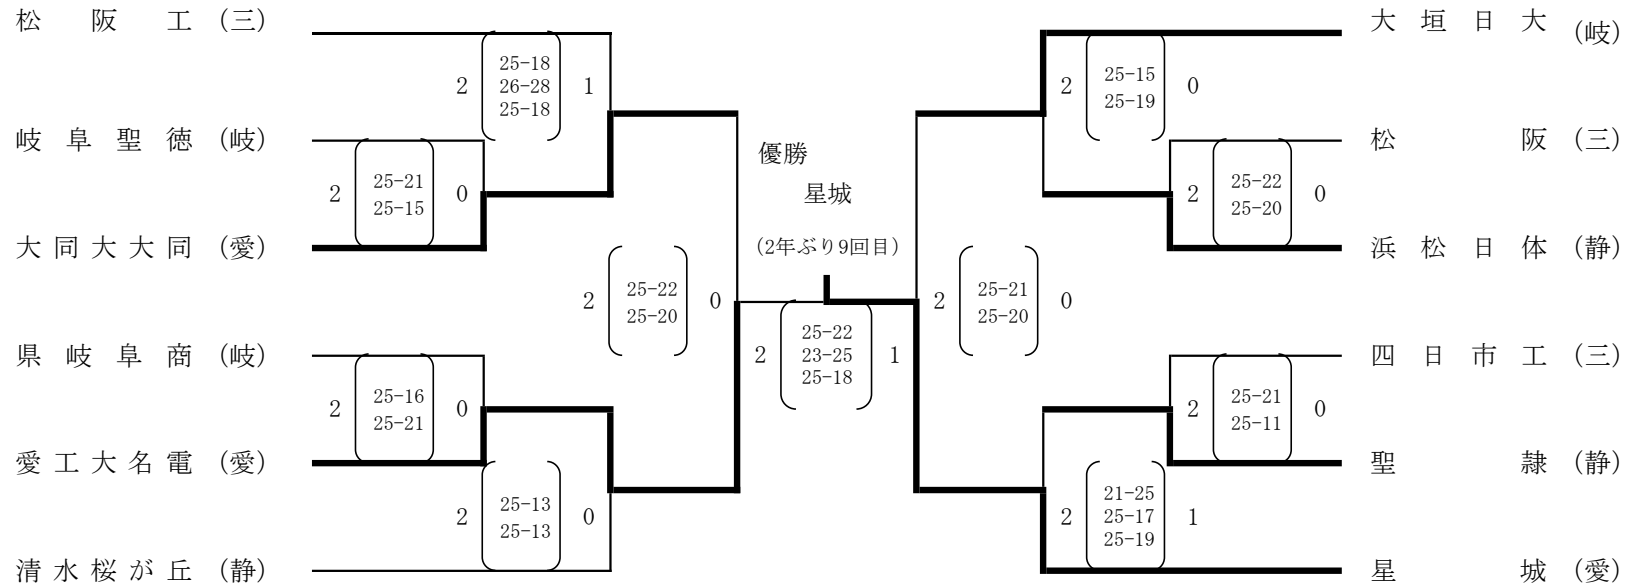 松阪工（三）
2 25-18 1
26-28
25-18
岐阜聖徳（岐）
2 25-21 0
25-15
大同大大同（愛）
2 25-22 0
25-20
県岐阜商（岐）
2 25-16 0
25-21
愛工大名電（愛）
2 25-13 0
25-13
清水桜が丘（静）
優勝
星城
（2年ぶり9回目）
2 25-22 1
23-25
25-18
大垣日大（岐）
2 25-15 0
25-19
松阪（三）
2 25-22 0
25-20
浜松日体（静）
2 25-21 0
25-20
四日市工（三）
2 25-21 0
25-11
聖隷（静）
2 21-25 1
25-17
25-19
星城（愛）